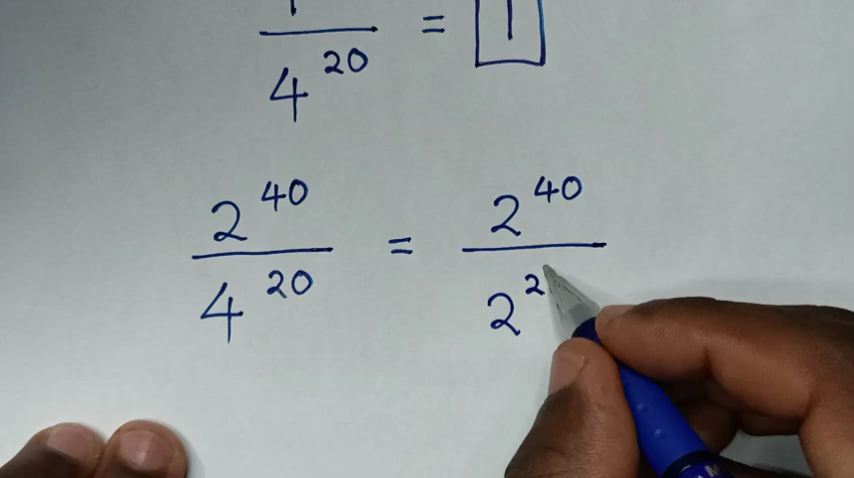 4^20 = 1
2^40 / 4^20 = 2^40 / 2^2